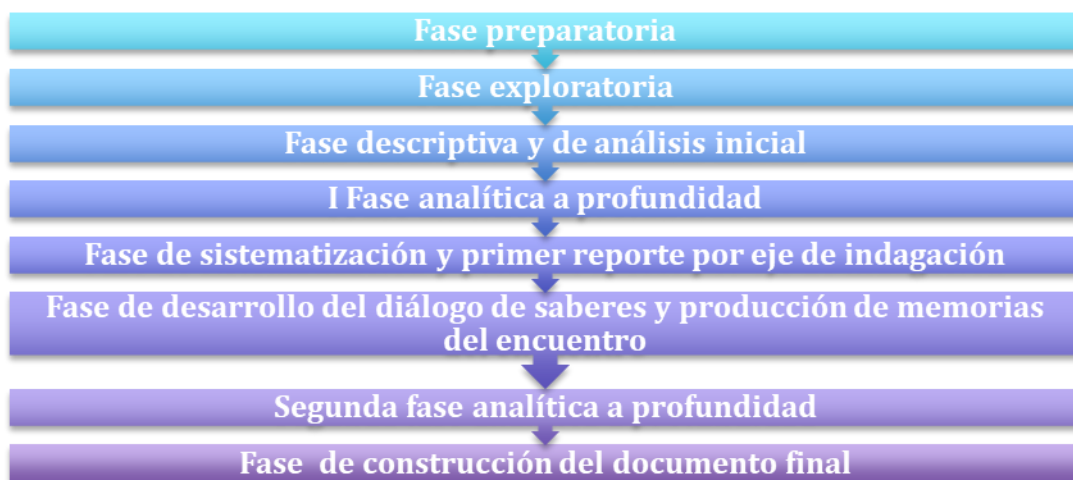 Fase preparatoria
Fase exploratoria
Fase descriptiva y de análisis inicial
I Fase analítica a profundidad
Fase de sistematización y primer reporte por eje de indagación
Fase de desarrollo del diálogo de saberes y producción de memorias
del encuentro
Segunda fase analítica a profundidad
Fase de construcción del documento final